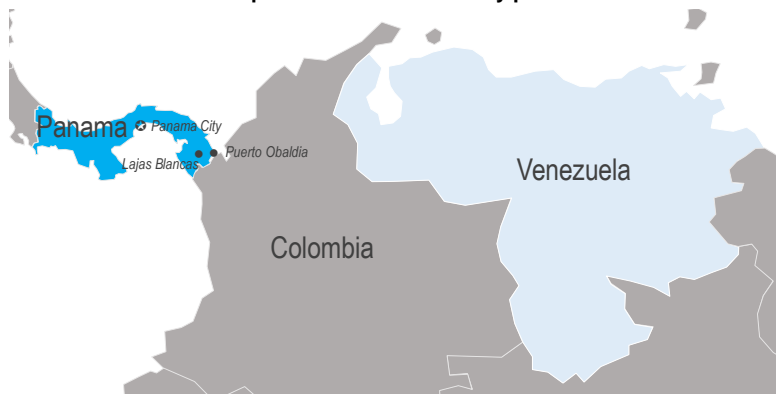 Panama
Panama City
Puerto Obaldia
Lajas Blancas
Venezuela
Colombia